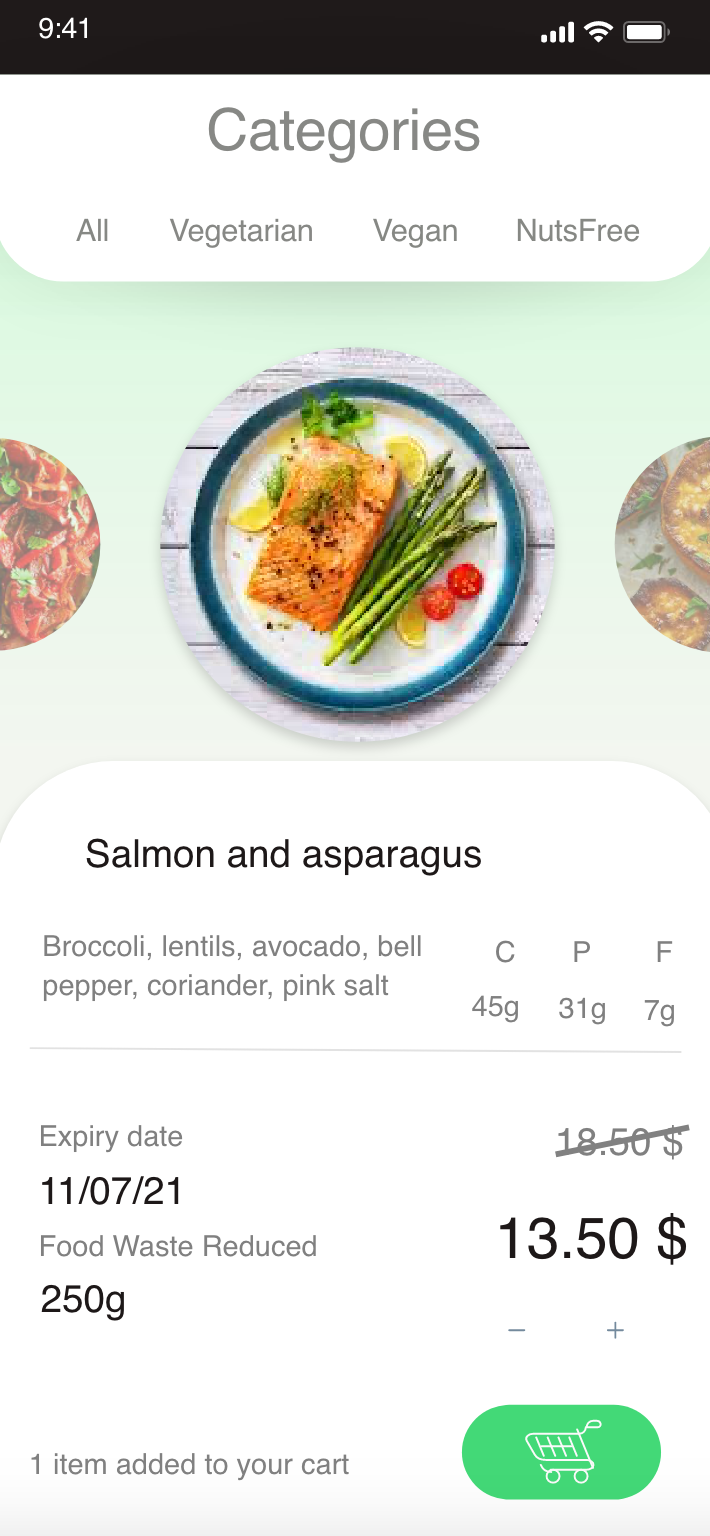 9:41
Categories
All Vegetarian Vegan NutsFree
Salmon and asparagus
Broccoli, lentils, avocado, bell
pepper, coriander, pink salt
C P F
45g 31g 7g
Expiry date
18.50 $
11/07/21
13.50 $
Food Waste Reduced
250g
− +
1 item added to your cart